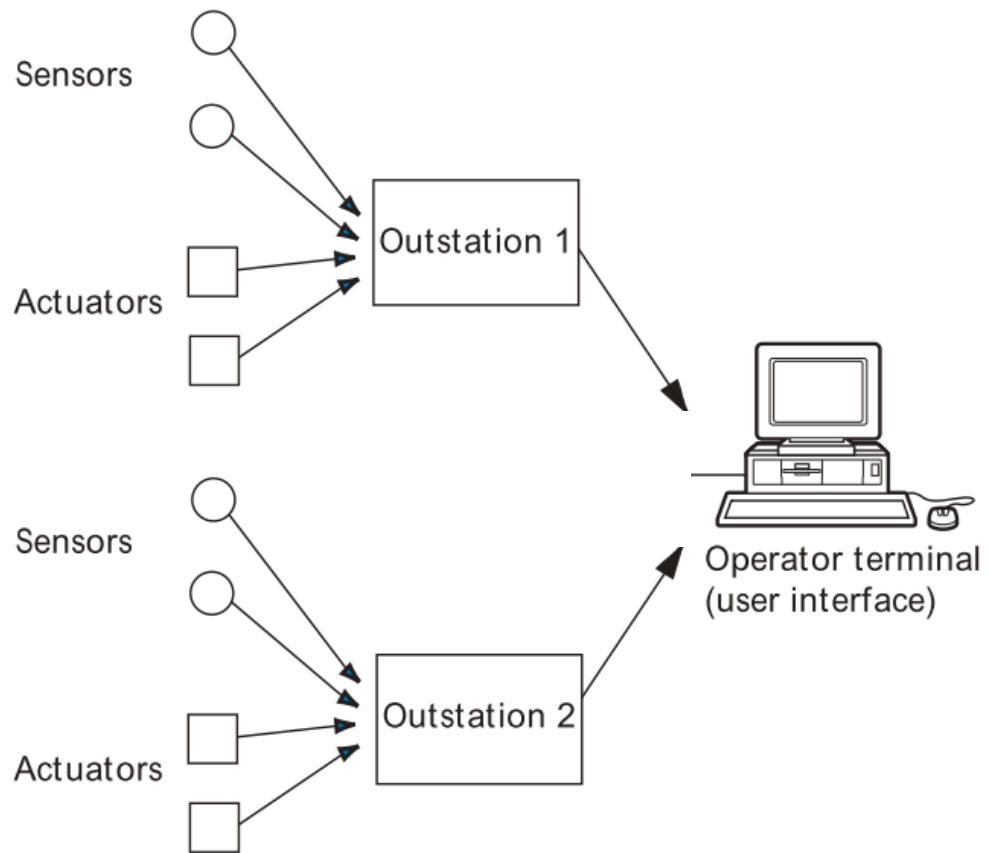 Sensors
Outstation 1
Actuators
Operator terminal
(user interface)
Sensors
Outstation 2
Actuators